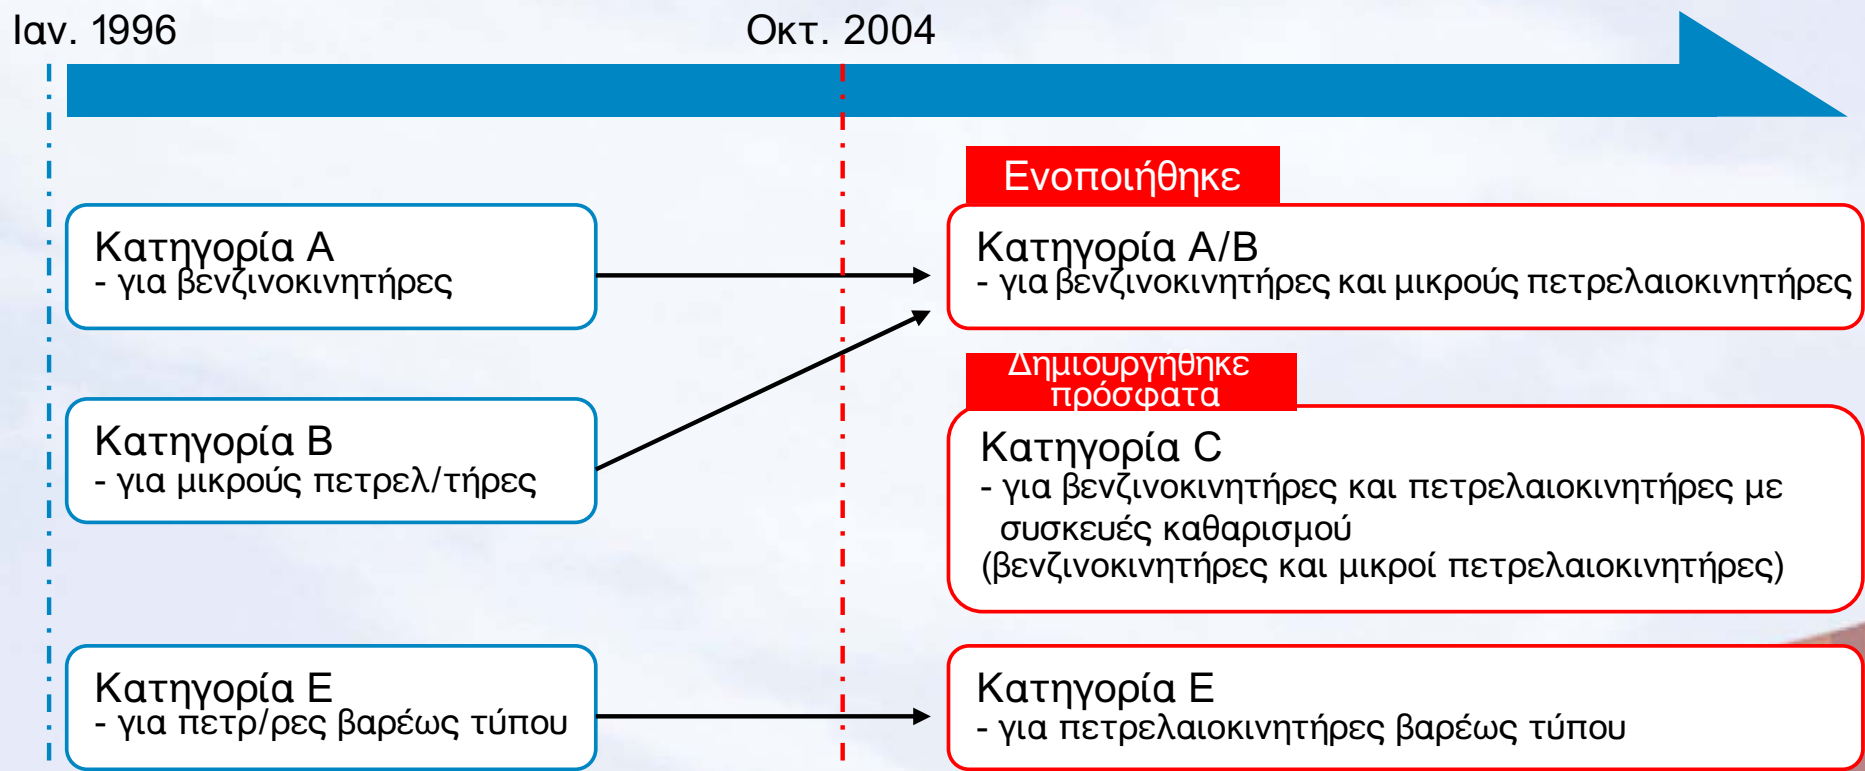 Ιαν. 1996
Οκτ. 2004
Κατηγορία Α
- για βενζινοκινητήρες
Κατηγορία Β
- για μικρούς πετρελ/τήρες
Κατηγορία Ε
- για πετρ/ρες βαρέως τύπου
Ενοποιήθηκε
Κατηγορία Α/Β
- για βενζινοκινητήρες και μικρούς πετρελαιοκινητήρες
Δημιουργήθηκε
πρόσφατα
Κατηγορία C
- για βενζινοκινητήρες και πετρελαιοκινητήρες με
συσκευές καθαρισμού
(βενζινοκινητήρες και μικροί πετρελαιοκινητήρες)
Κατηγορία Ε
- για πετρελαιοκινητήρες βαρέως τύπου